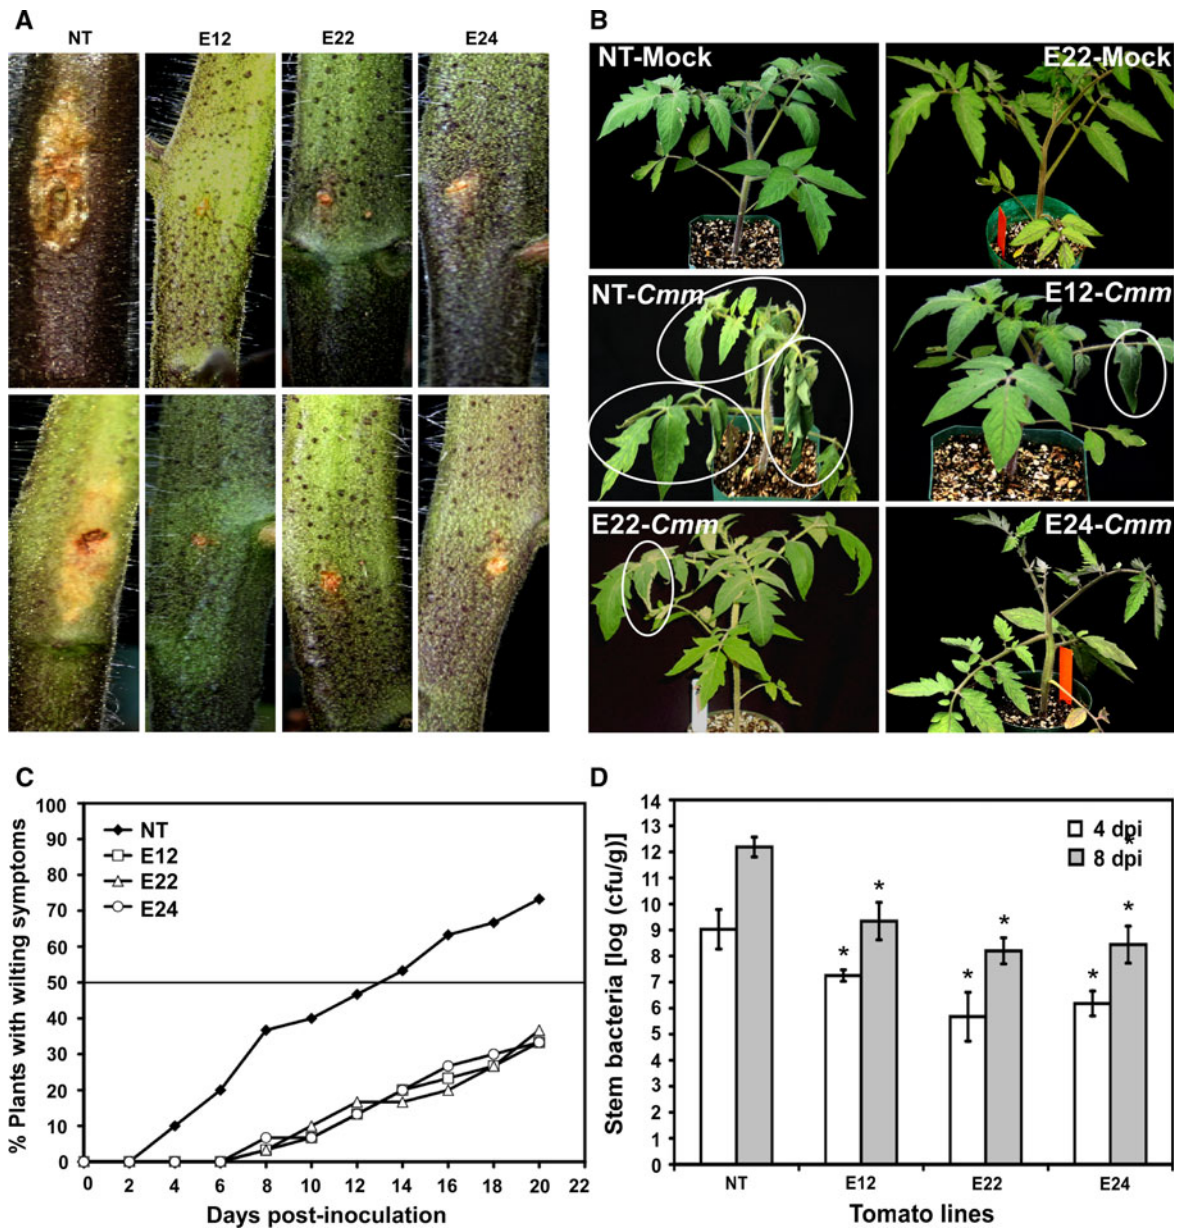 A
NT E12 E22 E24
B
NT-Mock E22-Mock
NT-Cmm E12-Cmm
E22-Cmm E24-Cmm
C
% Plants with wilting symptoms
100
90
80
70
60
50
40
30
20
10
0
NT
E12
E22
E24
0 2 4 6 8 10 12 14 16 18 20 22
Days post-inoculation
D
Stem bacteria [log (cfu/g)]
14
13
12
11
10
9
8
7
6
5
4
3
2
1
0
4 dpi
8 dpi
*
* * *
* * *
NT E12 E22 E24
Tomato lines